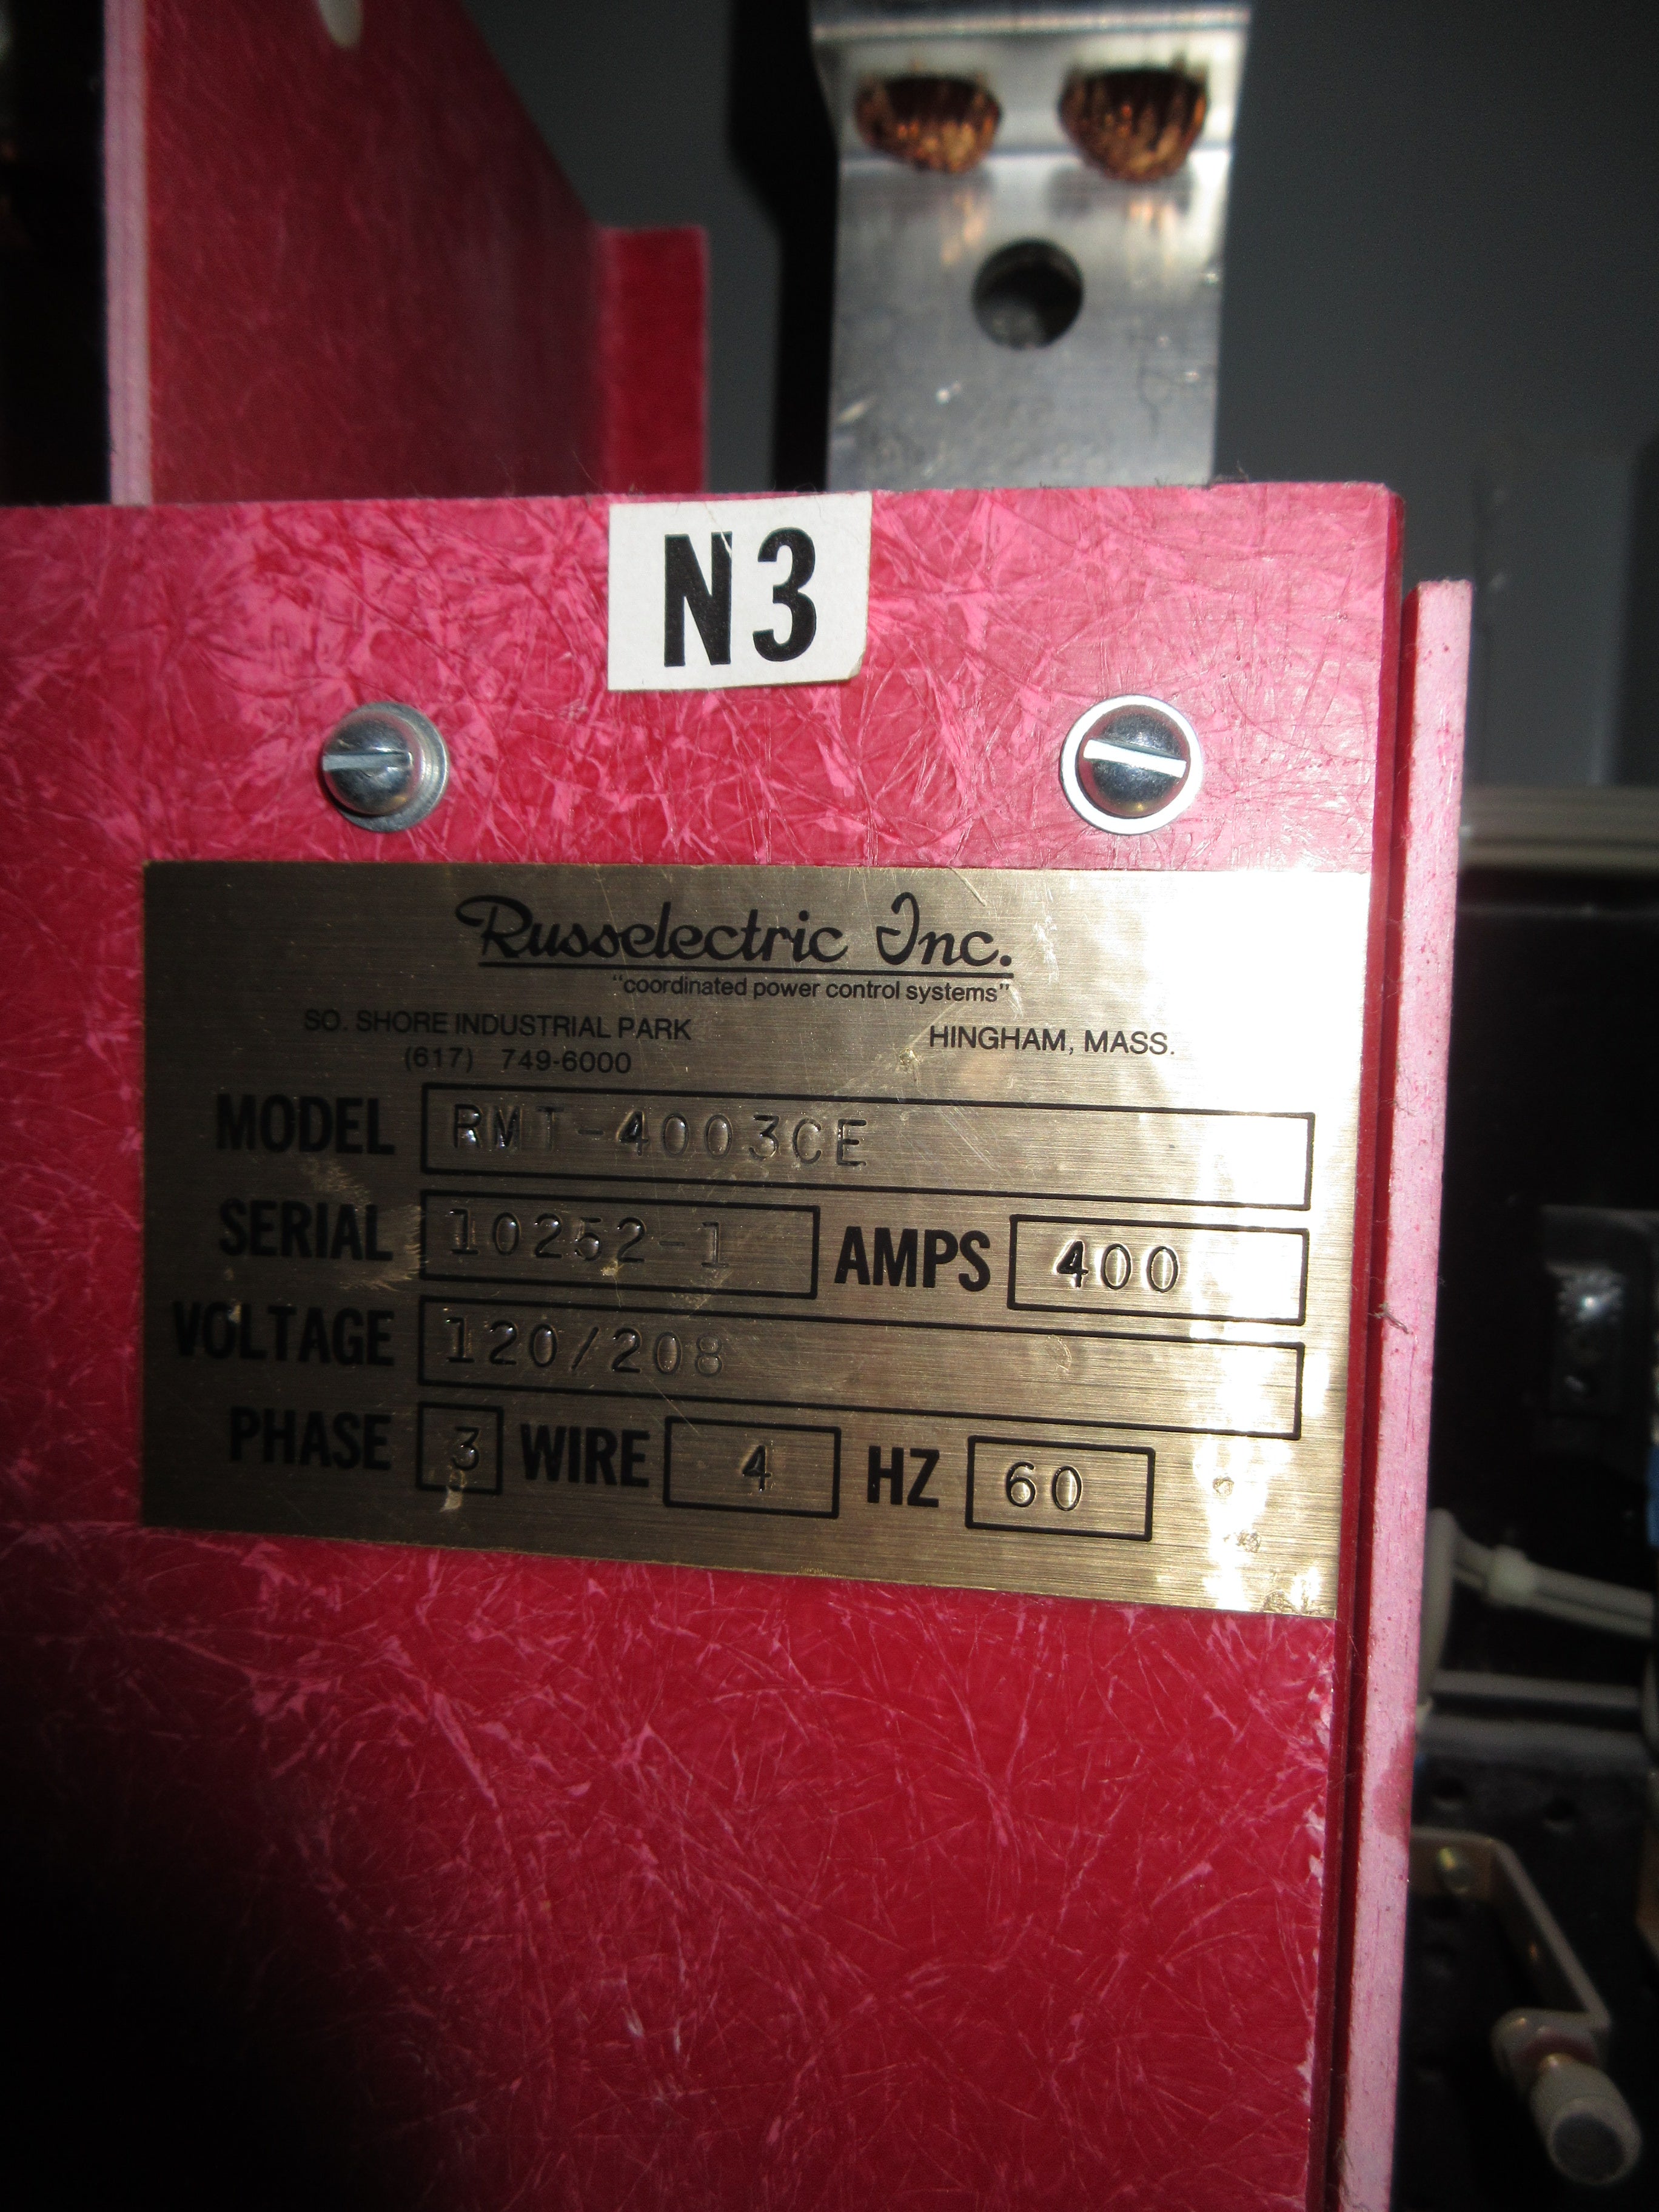 N3
Russelectric Inc.
"coordinated power control systems"
SO. SHORE INDUSTRIAL PARK HINGHAM, MASS.
(617) 749-6000
MODEL RMT-4003CE
SERIAL 10252-1 AMPS 400
VOLTAGE 120/208
PHASE 3 WIRE 4 HZ 60